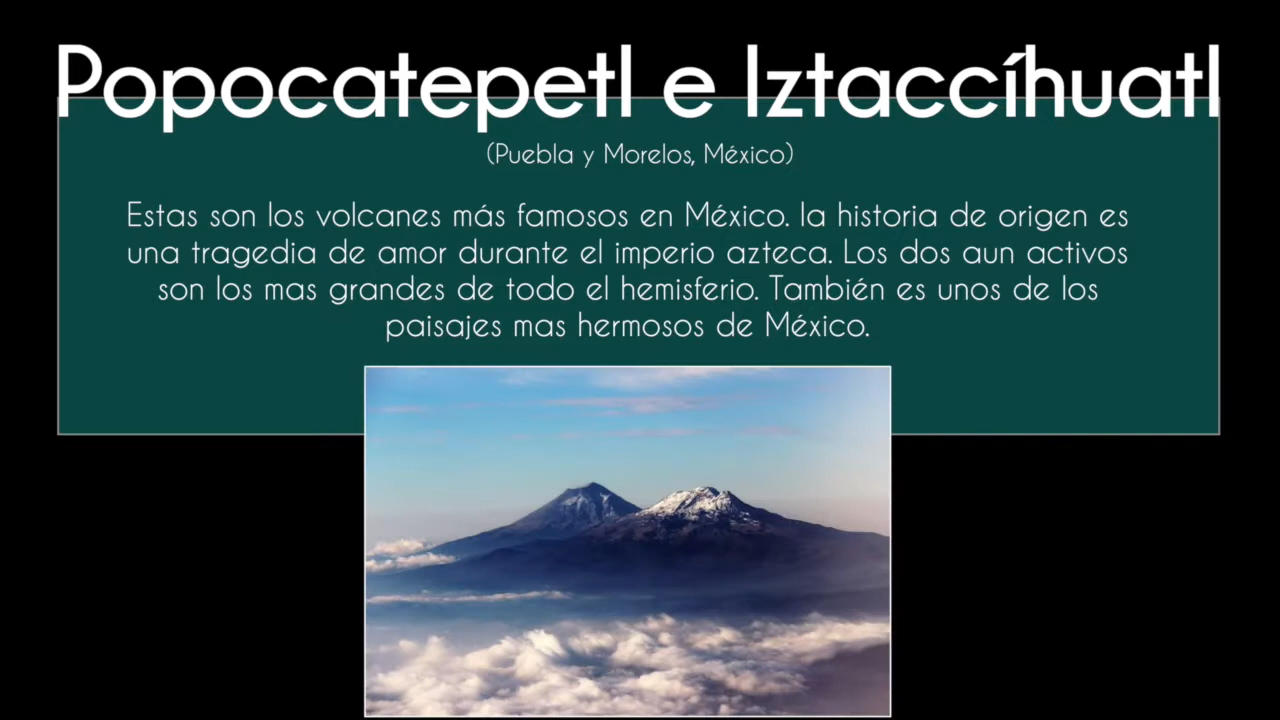 Popocatepetl e Iztaccíhuatl
(Puebla y Morelos, México)
Estas son los volcanes más famosos en México. la historia de origen es
una tragedia de amor durante el imperio azteca. Los dos aun activos
son los mas grandes de todo el hemisferio. También es unos de los
paisajes mas hermosos de México.